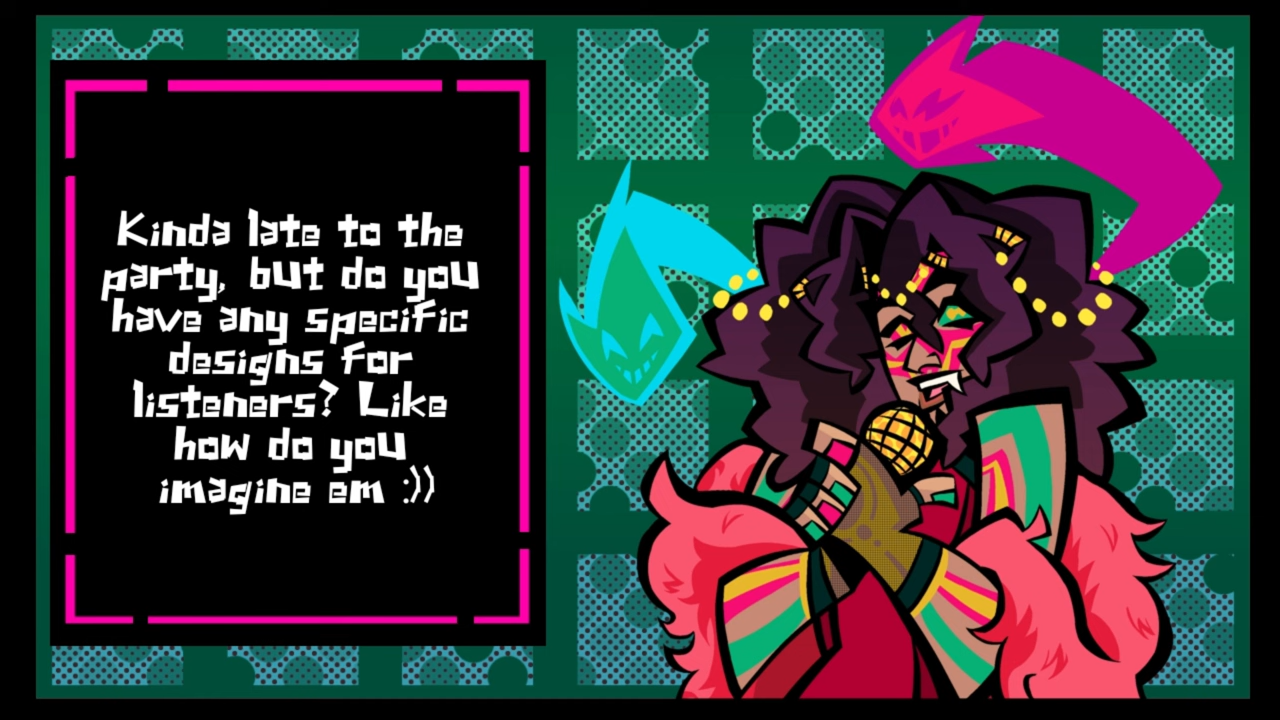 Kinda late to the
party, but do you
have any specific
designs for
listeners? Like
how do you
imagine em :))